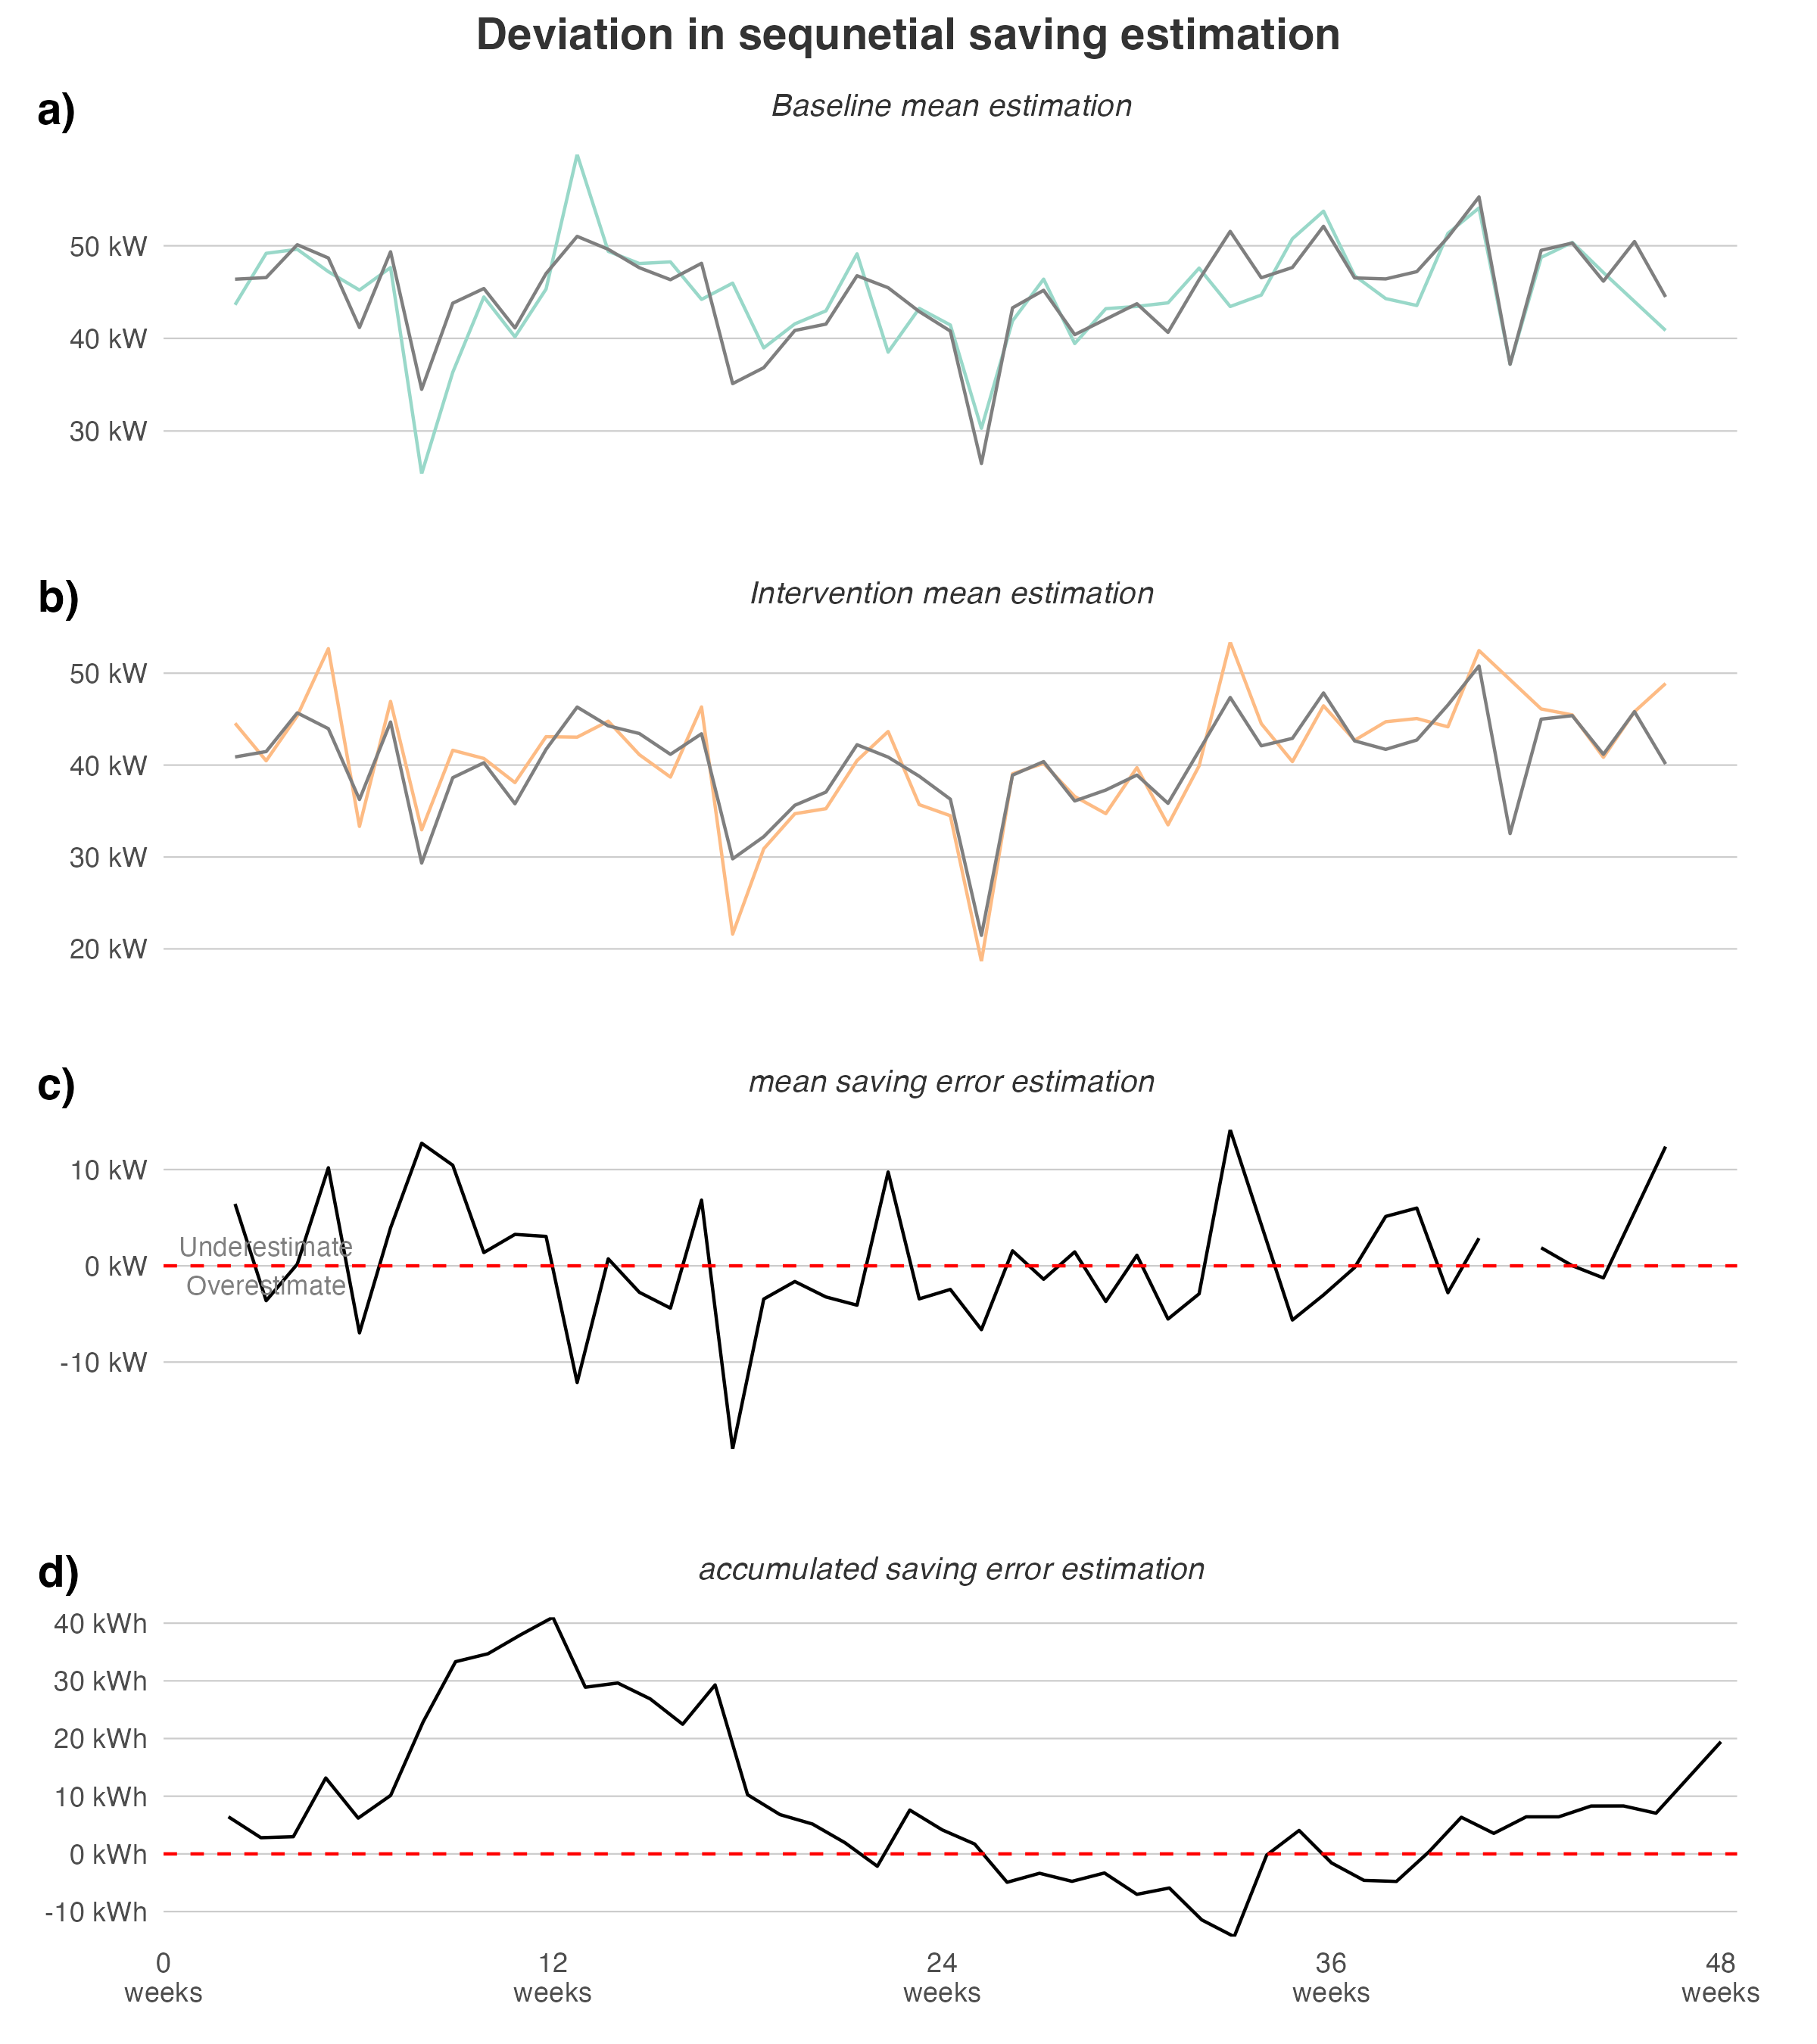 Deviation in sequnetial saving estimation
a)
Baseline mean estimation
50 kW
40 kW
30 kW
b)
Intervention mean estimation
50 kW
40 kW
30 kW
20 kW
c)
mean saving error estimation
10 kW
Underestimate
0 kW
Overestimate
-10 kW
d)
accumulated saving error estimation
40 kWh
30 kWh
20 kWh
10 kWh
0 kWh
-10 kWh
0 12 24 36 48
weeks weeks weeks weeks weeks